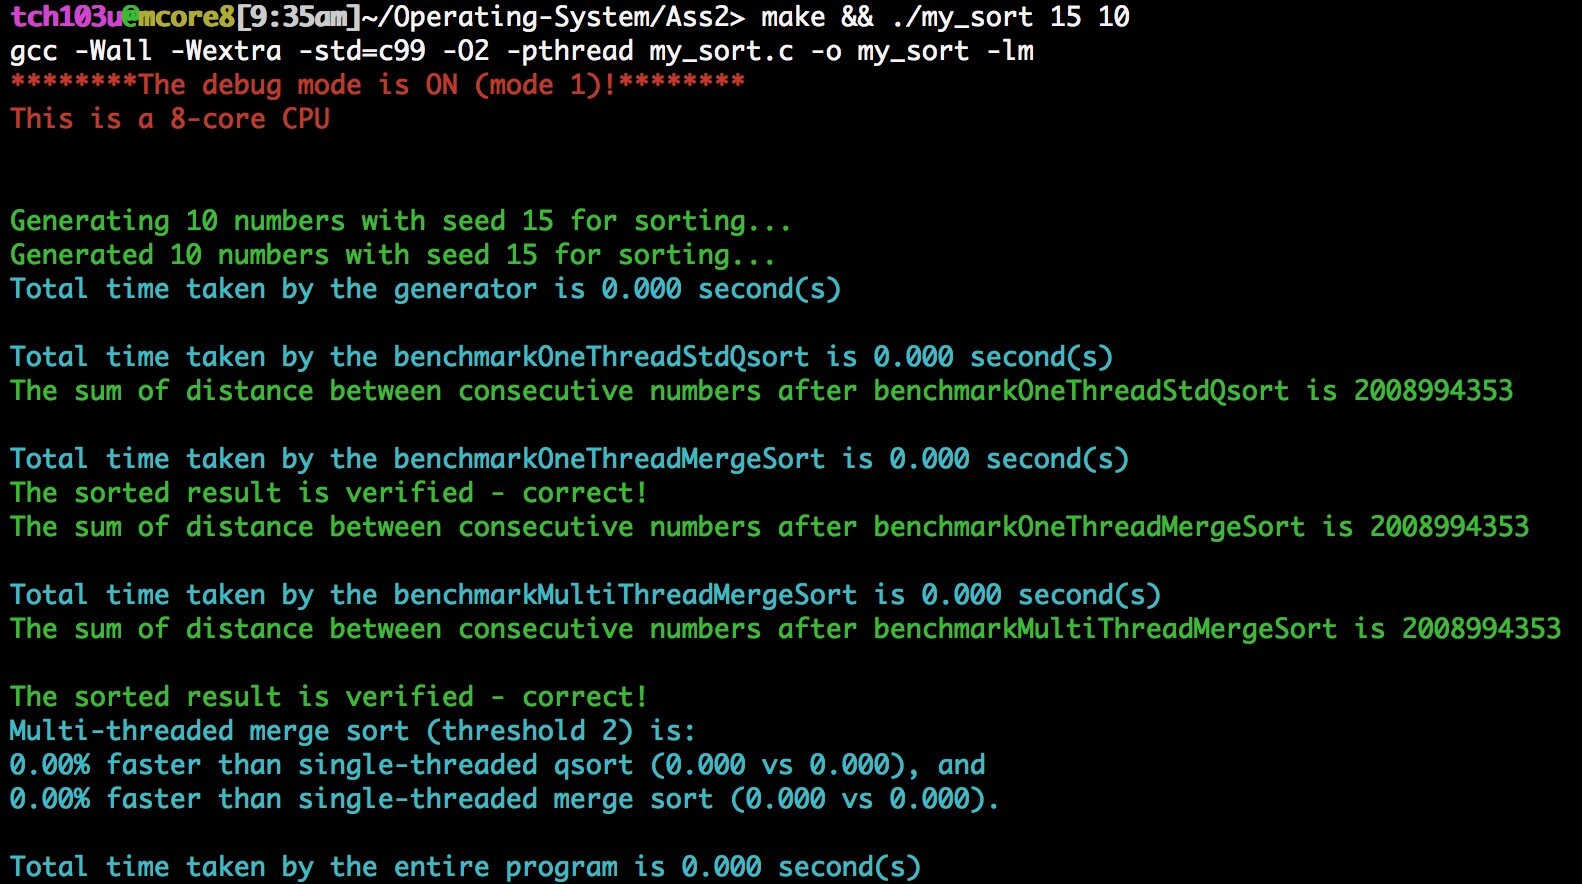 tch103u@mcore8[9:35am]~/Operating-System/Ass2> make && ./my_sort 15 10
gcc -Wall -Wextra -std=c99 -O2 -pthread my_sort.c -o my_sort -lm
********The debug mode is ON (mode 1)!********
This is a 8-core CPU
Generating 10 numbers with seed 15 for sorting...
Generated 10 numbers with seed 15 for sorting...
Total time taken by the generator is 0.000 second(s)
Total time taken by the benchmarkOneThreadStdQsort is 0.000 second(s)
The sum of distance between consecutive numbers after benchmarkOneThreadStdQsort is 2008994353
Total time taken by the benchmarkOneThreadMergeSort is 0.000 second(s)
The sorted result is verified - correct!
The sum of distance between consecutive numbers after benchmarkOneThreadMergeSort is 2008994353
Total time taken by the benchmarkMultiThreadMergeSort is 0.000 second(s)
The sum of distance between consecutive numbers after benchmarkMultiThreadMergeSort is 2008994353
The sorted result is verified - correct!
Multi-threaded merge sort (threshold 2) is:
0.00% faster than single-threaded qsort (0.000 vs 0.000), and
0.00% faster than single-threaded merge sort (0.000 vs 0.000).
Total time taken by the entire program is 0.000 second(s)